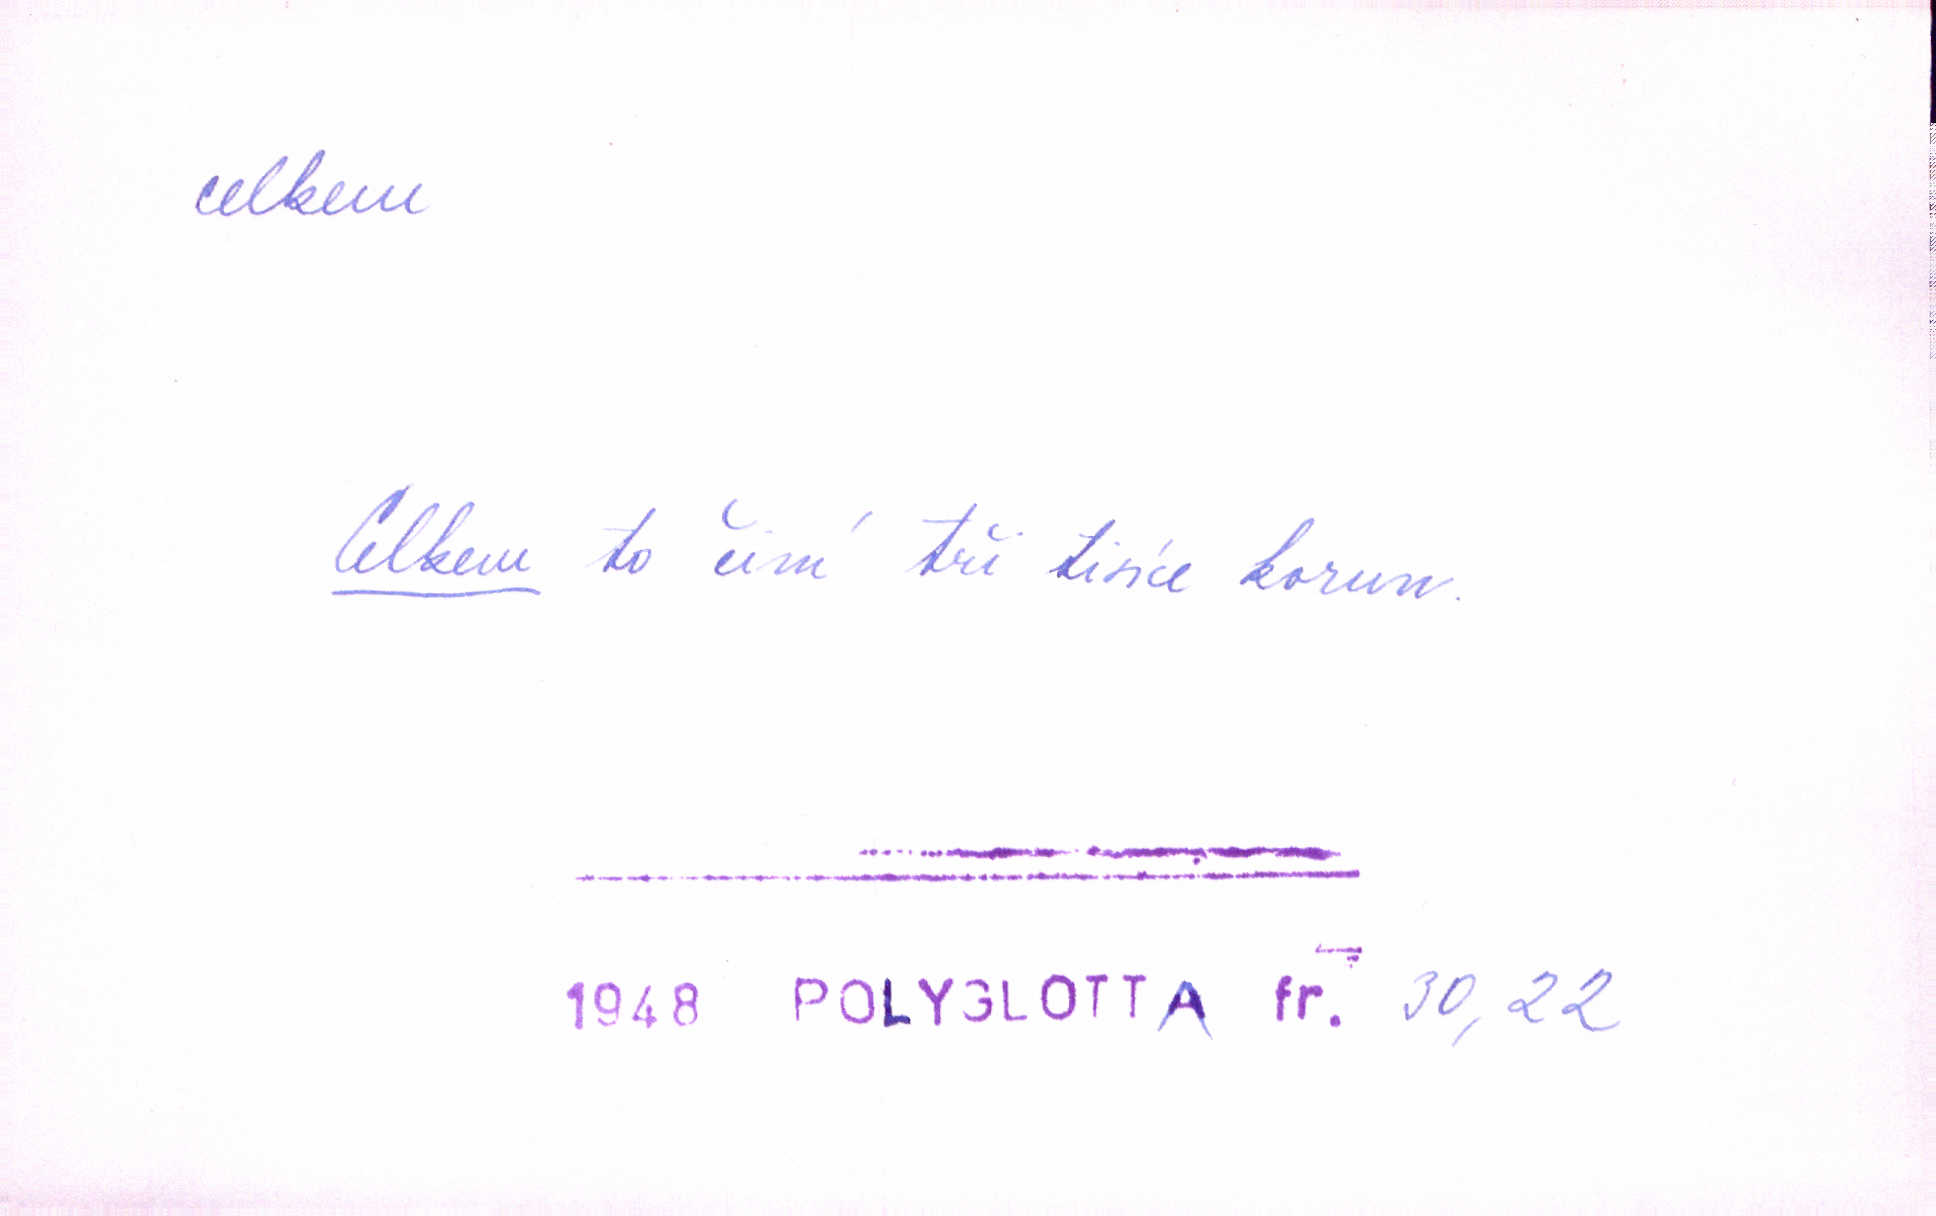 celkem
Celkem to činí tři tisíce korun.
1948 POLYGLOTTA fr. 30,22